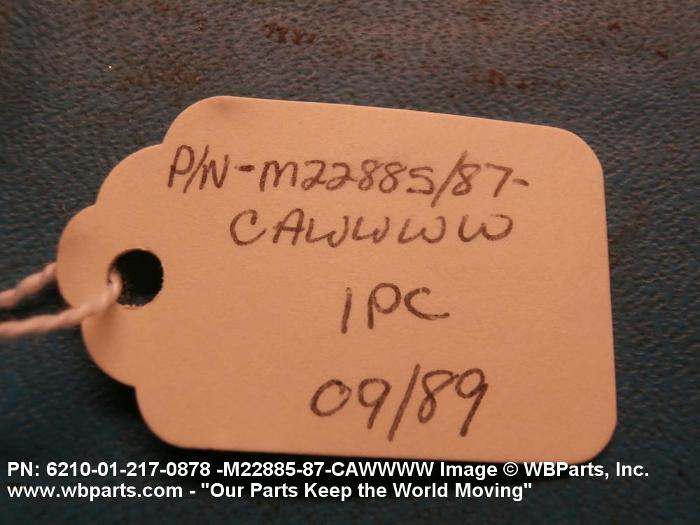 P/N-M22885/87-
CAWWWW
1PC
09/89
PN: 6210-01-217-0878 -M22885-87-CAWWWW Image © WBParts, Inc.
www.wbparts.com - "Our Parts Keep the World Moving"